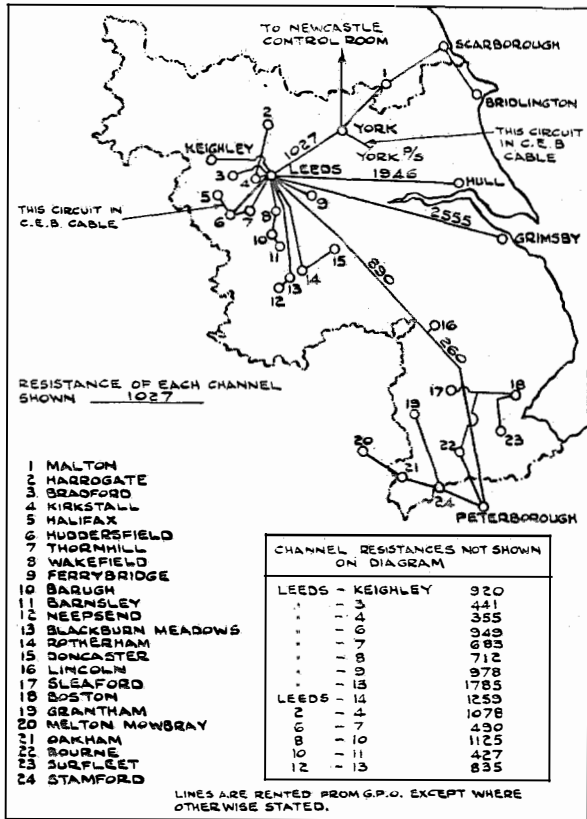 TO NEWCASTLE
CONTROL ROOM
SCARBOROUGH
1
BRIDLINGTON
2
YORK
THIS CIRCUIT
IN C.E.B
CABLE
YORK P/S
KEIGHLEY
1027
LEEDS
3
4
1946
HULL
5
THIS CIRCUIT IN
C.E.B. CABLE
6
7
8
9
2555
GRIMSBY
10
11
15
14
13
12
890
16
260
RESISTANCE OF EACH CHANNEL
SHOWN 1027
17
18
19
20
21
22
23
24
PETERBOROUGH
1 MALTON
2 HARROGATE
3. BRADFORD
4 KIRKSTALL
5 HALIFAX
6 HUDDERSFIELD
7 THORNHILL
8 WAKEFIELD
9 FERRYBRIDGE
10 BARUGH
11 BARNSLEY
12 NEEPSEND
13 BLACKBURN MEADOWS
14 ROTHERHAM
15 DONCASTER
16 LINCOLN
17 SLEAFORD
18 BOSTON
19 GRANTHAM
20 MELTON MOWBRAY
21 OAKHAM
22 BOURNE
23 SURFLEET
24 STAMFORD
CHANNEL RESISTANCES NOT SHOWN
ON DIAGRAM
LEEDS - KEIGHLEY 920
" - 3 441
" - 4 355
" - 6 949
" - 7 683
" - 8 712
" - 9 978
" - 13 1785
LEEDS - 14 1259
2 - 4 1078
6 - 7 490
8 - 10 1125
10 - 11 427
12 - 13 835
LINES ARE RENTED FROM G.P.O. EXCEPT WHERE
OTHERWISE STATED.